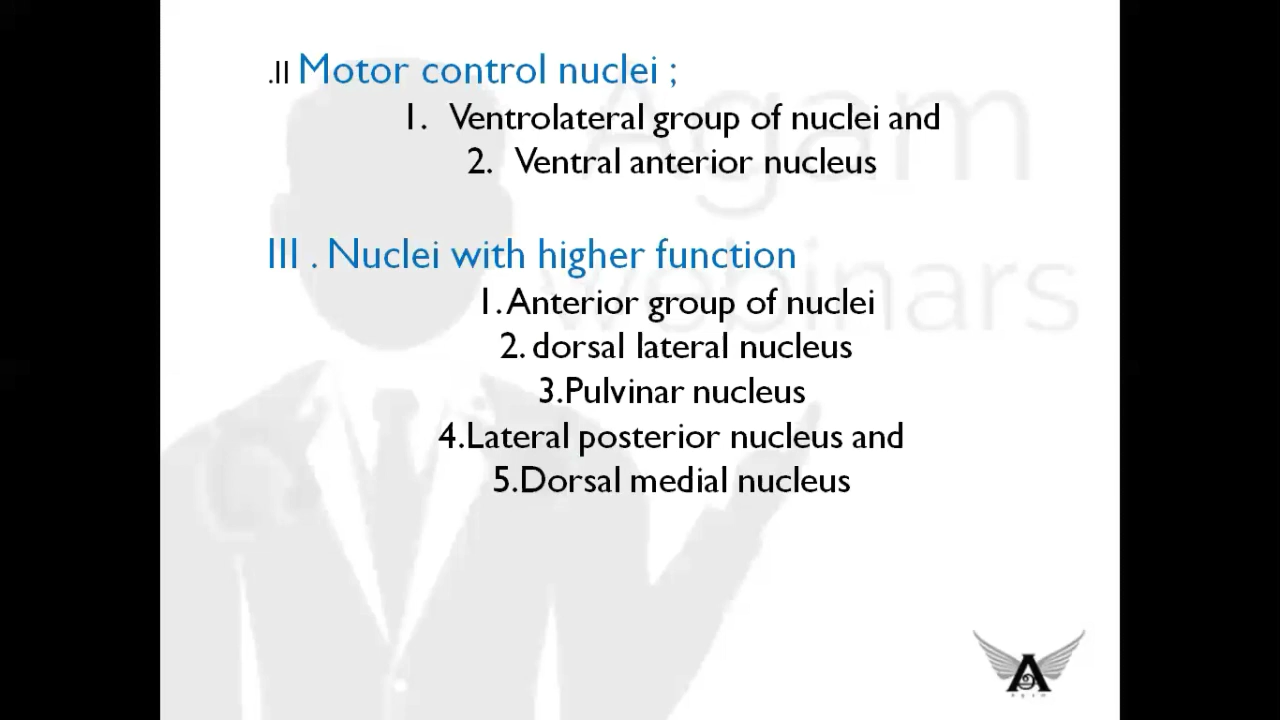 .II Motor control nuclei ;
1. Ventrolateral group of nuclei and
2. Ventral anterior nucleus
III . Nuclei with higher function
1.Anterior group of nuclei
2. dorsal lateral nucleus
3.Pulvinar nucleus
4.Lateral posterior nucleus and
5.Dorsal medial nucleus
Agam
webinars